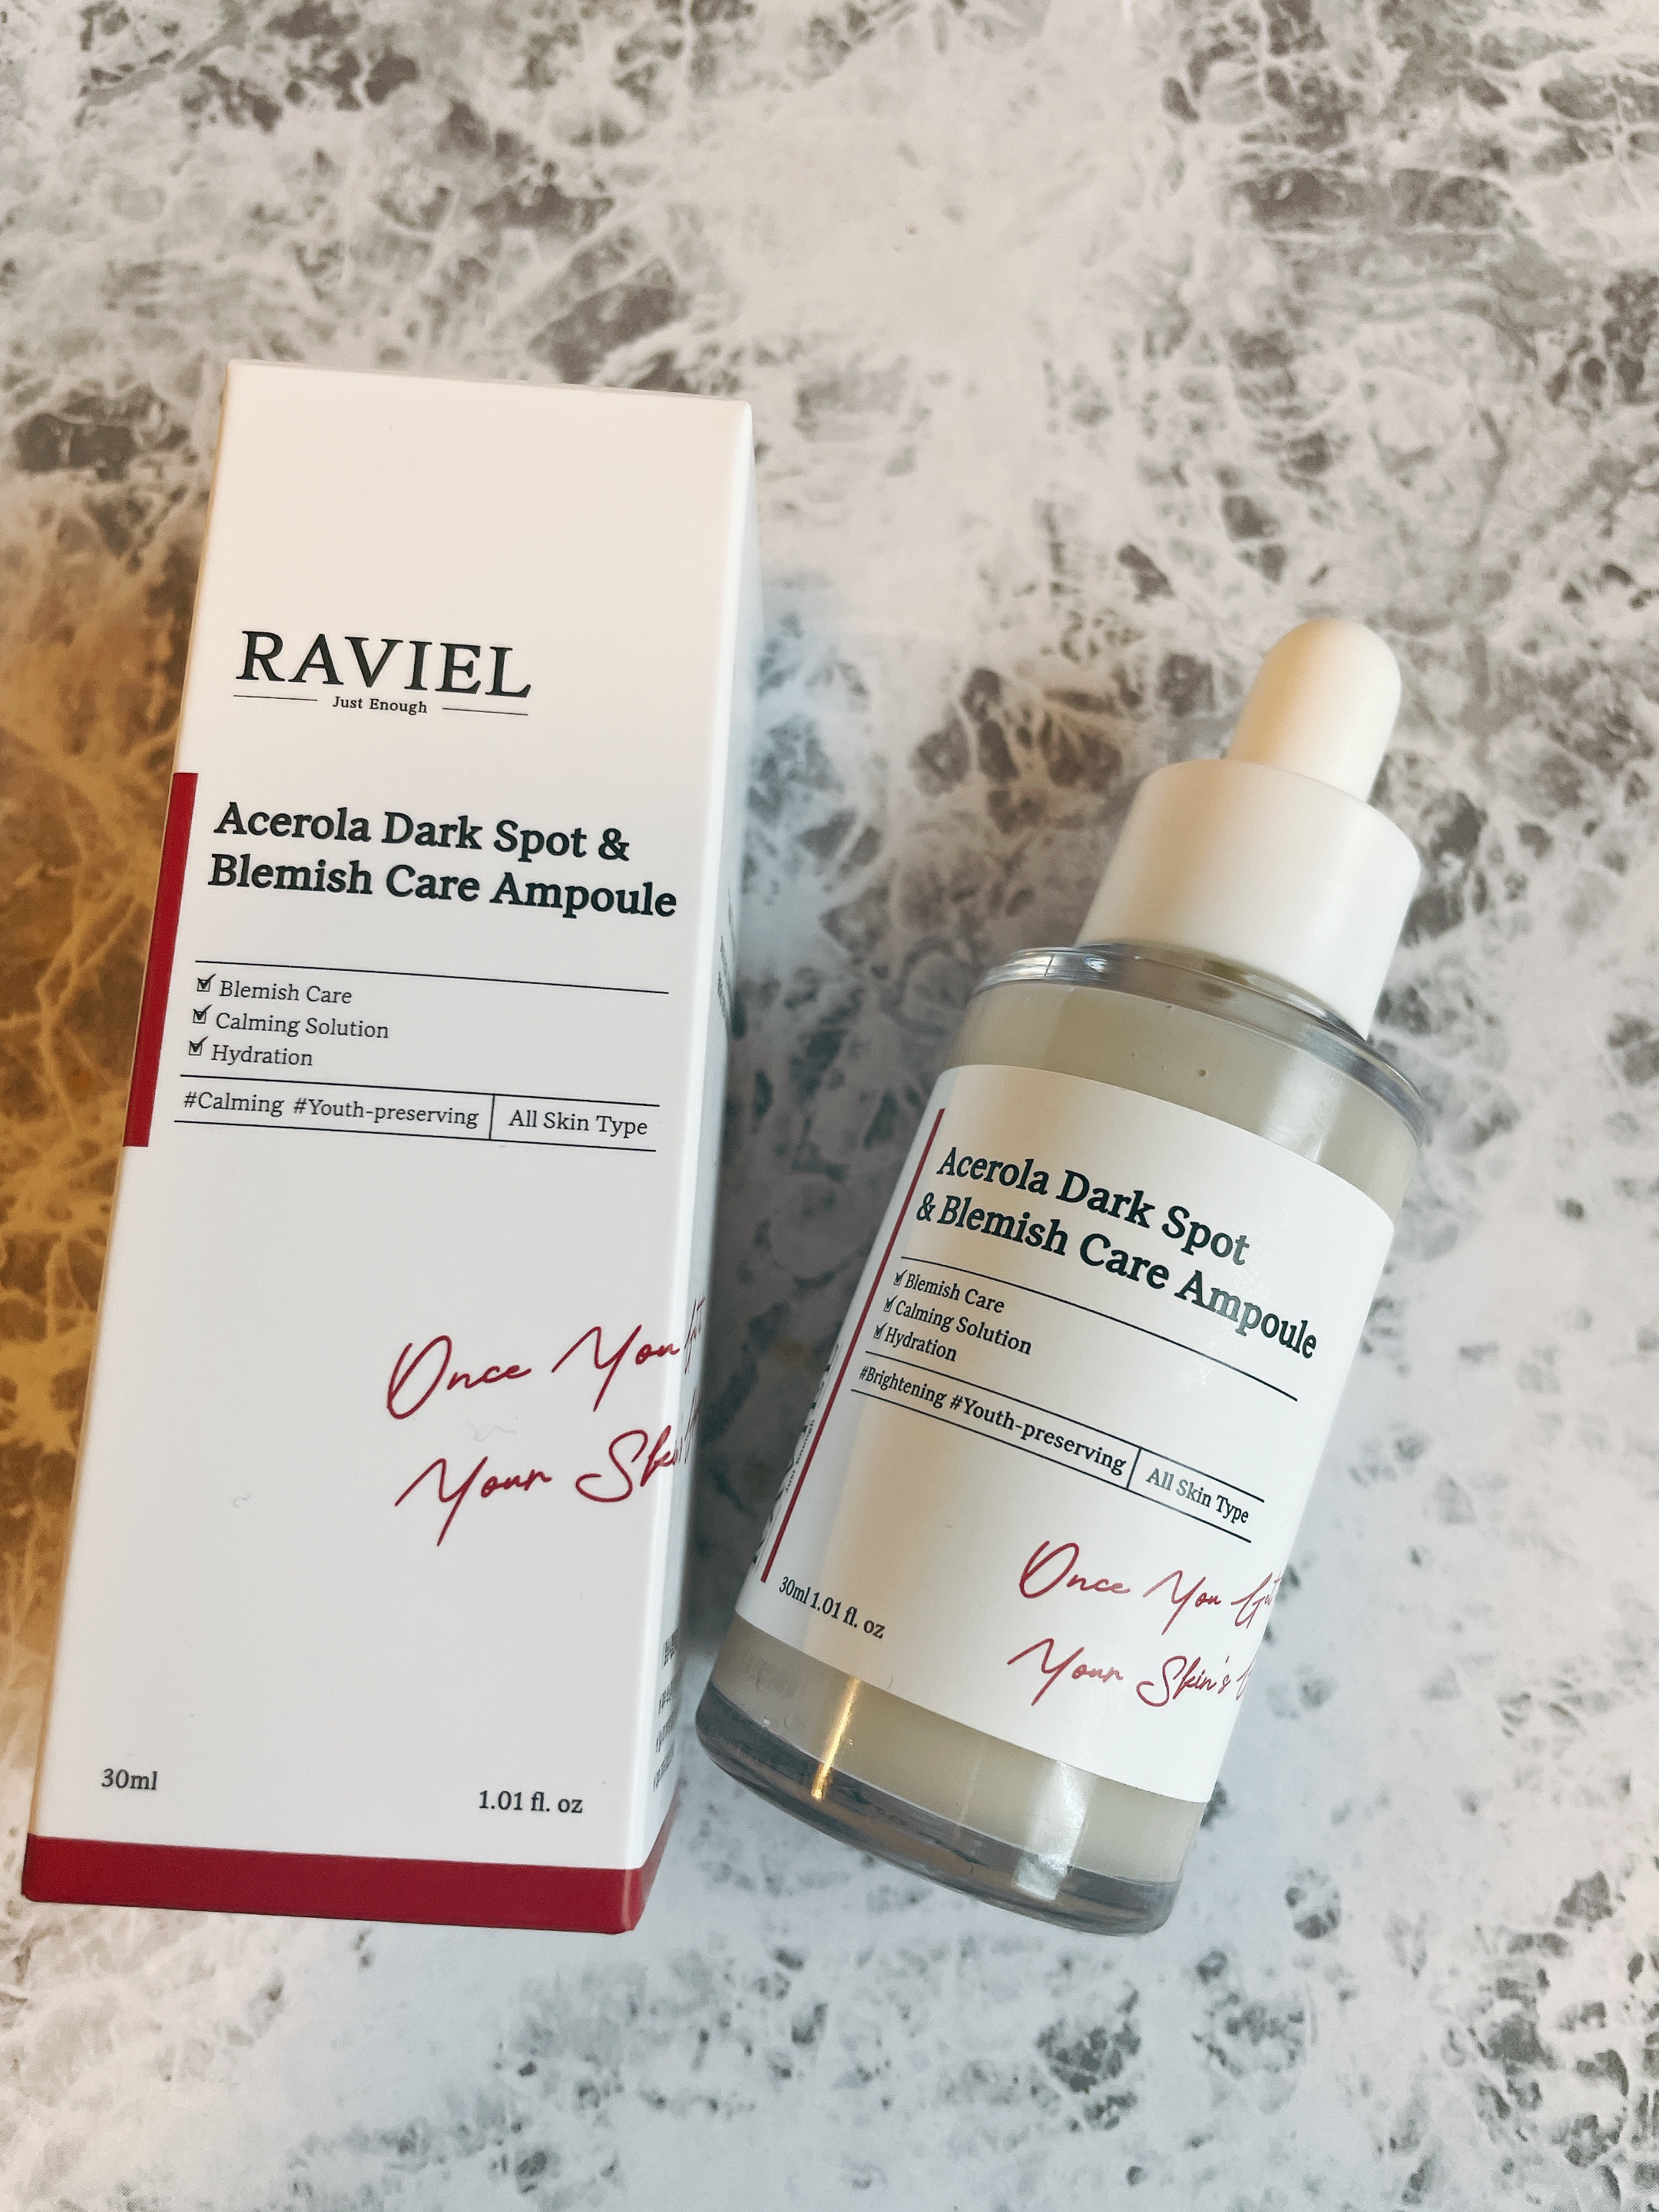 RAVIEL
Just Enough
Acerola Dark Spot &
Blemish Care Ampoule
Blemish Care
Calming Solution
Hydration
#Calming #Youth-preserving All Skin Type
Once You
Your
30ml
1.01 fl. oz
Acerola Dark Spot
& Blemish Care Ampoule
Blemish Care
Calming Solution
Hydration
#Brightening #Youth-preserving All Skin Type
30ml 1.01 fl. oz
Once You
Your Skin's